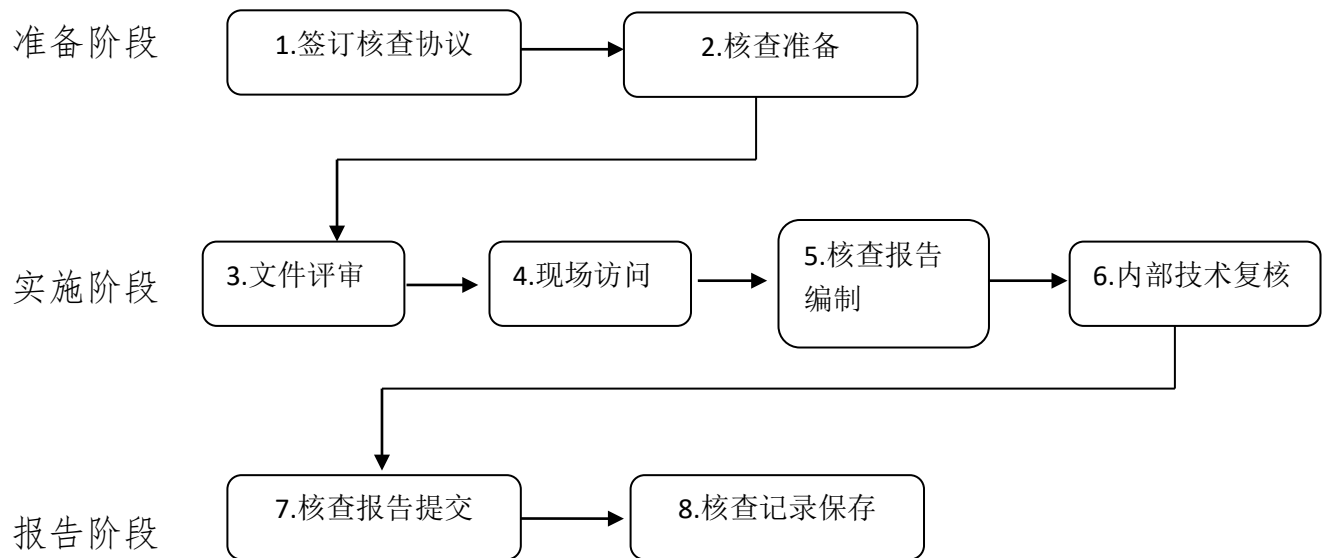 准备阶段
1.签订核查协议
2.核查准备
实施阶段
3.文件评审
4.现场访问
5.核查报告
编制
6.内部技术复核
报告阶段
7.核查报告提交
8.核查记录保存